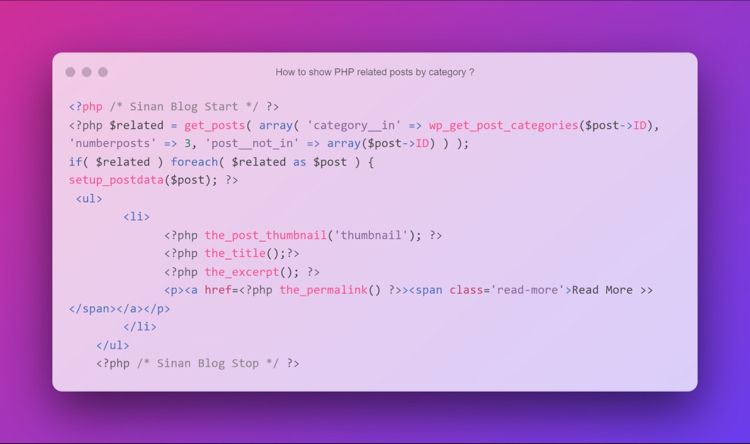 How to show PHP related posts by category ?
<?php /* Sinan Blog Start */ ?>
<?php $related = get_posts( array( 'category__in' => wp_get_post_categories($post->ID),
'numberposts' => 3, 'post__not_in' => array($post->ID) ) );
if( $related ) foreach( $related as $post ) {
setup_postdata($post); ?>
<ul>
<li>
<?php the_post_thumbnail('thumbnail'); ?>
<?php the_title();?>
<?php the_excerpt(); ?>
<p><a href=<?php the_permalink() ?>><span class='read-more'>Read More >>
</span></a></p>
</li>
</ul>
<?php /* Sinan Blog Stop */ ?>